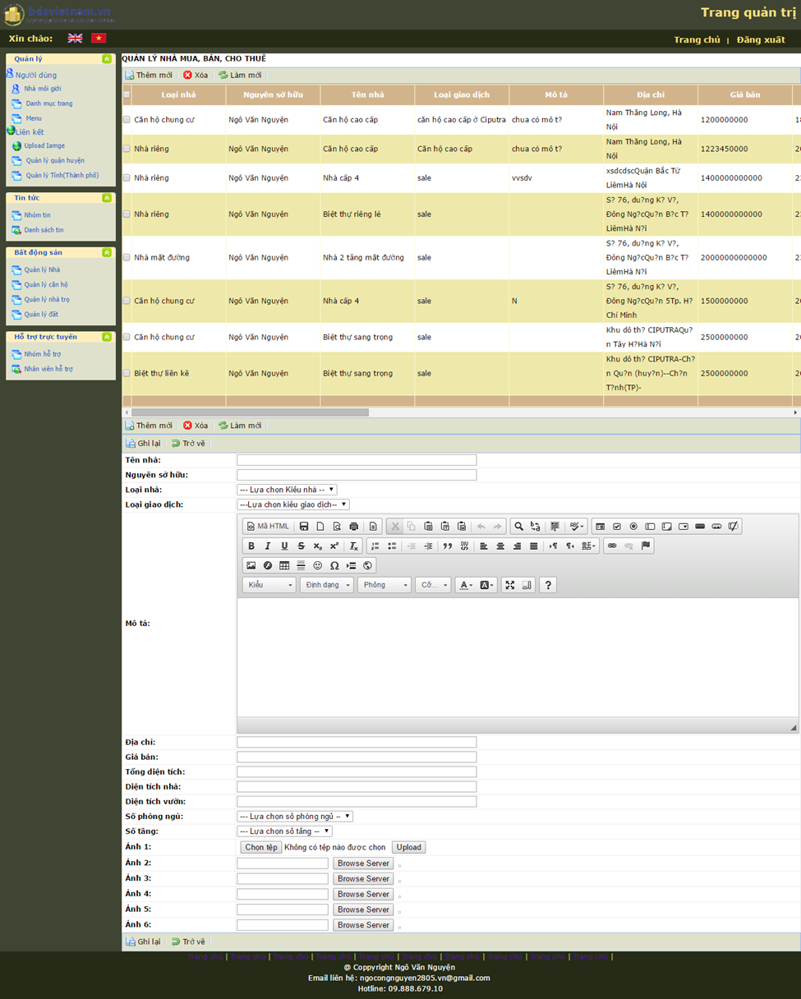 bdsvietnam.vn
Trang quản trị
Xin chào:
Trang chủ | Đăng xuất
Quản lý
Người dùng
Nhà môi giới
Danh mục trang
Menu
Liên kết
Upload Iamge
Quản lý quận huyện
Quản lý Tỉnh(Thành phố)
Tin tức
Nhóm tin
Danh sách tin
Bất động sản
Quản lý Nhà
Quản lý căn hộ
Quản lý nhà trọ
Quản lý đất
Hỗ trợ trực tuyến
Nhóm hỗ trợ
Nhân viên hỗ trợ
QUẢN LÝ NHÀ MUA, BÁN, CHO THUÊ
Thêm mới Xóa Làm mới
Loại nhà Nguyên sở hữu Tên nhà Loại giao dịch Mô tả Địa chỉ Giá bán
Căn hộ chung cư Ngô Văn Nguyện Căn hộ cao cấp căn hộ cao cấp ở Ciputra chua có mô t? Nam Thăng Long, Hà Nội 1200000000
Nhà riêng Ngô Văn Nguyện Căn hộ cao cấp Căn hộ cao cấp chua có mô t? Nam Thăng Long, Hà Nội 1223450000
Nhà riêng Ngô Văn Nguyện Nhà cấp 4 sale vvsdv xsdcdscQuận Bắc Từ LiêmHà Nội 1400000000000
Nhà riêng Ngô Văn Nguyện Biệt thự riêng lẻ sale S? 76, du?ng K? V?, Đông Ng?cQu?n B?c T? LiêmHà N?i 1400000000000
Nhà mặt đường Ngô Văn Nguyện Nhà 2 tầng mặt đường sale S? 76, du?ng K? V?, Đông Ng?cQu?n B?c T? LiêmHà N?i 20000000000000
Căn hộ chung cư Ngô Văn Nguyện Nhà cấp 4 sale N S? 76, du?ng K? V?, Đông Ng?cQu?n 5Tp. H? Chí Minh 1500000000
Căn hộ chung cư Ngô Văn Nguyện Biệt thự sang trọng sale Khu dô th? CIPUTRAQu?n Tây H?Hà N?i 2500000000
Biệt thự liền kề Ngô Văn Nguyện Biệt thự sang trọng sale Khu dô th? CIPUTRA-Ch?n Qu?n (huy?n)--Ch?n T?nh(TP)- 2500000000
Thêm mới Xóa Làm mới
Ghi lại Trở về
Tên nhà:
Nguyên sở hữu:
Loại nhà: --- Lựa chọn Kiểu nhà --
Loại giao dịch: ---Lựa chọn kiểu giao dịch--
Mã HTML
Kiểu Định dạng Phông Cỡ... A A ?
Mô tả:
Địa chỉ:
Giá bán:
Tổng diện tích:
Diện tích nhà:
Diện tích vườn:
Số phòng ngủ: --- Lựa chọn số phòng ngủ --
Số tầng: --- Lựa chọn số tầng --
Ảnh 1: Chọn tệp Không có tệp nào được chọn Upload
Ảnh 2: Browse Server
Ảnh 3: Browse Server
Ảnh 4: Browse Server
Ảnh 5: Browse Server
Ảnh 6: Browse Server
Ghi lại Trở về
Trang chủ | Trang chủ | Trang chủ | Trang chủ | Trang chủ | Trang chủ | Trang chủ | Trang chủ | Trang chủ | Trang chủ |
@ Coppyright Ngô Văn Nguyện
Email liên hệ: ngocongnguyen2805.vn@gmail.com
Hotline: 09.888.679.10